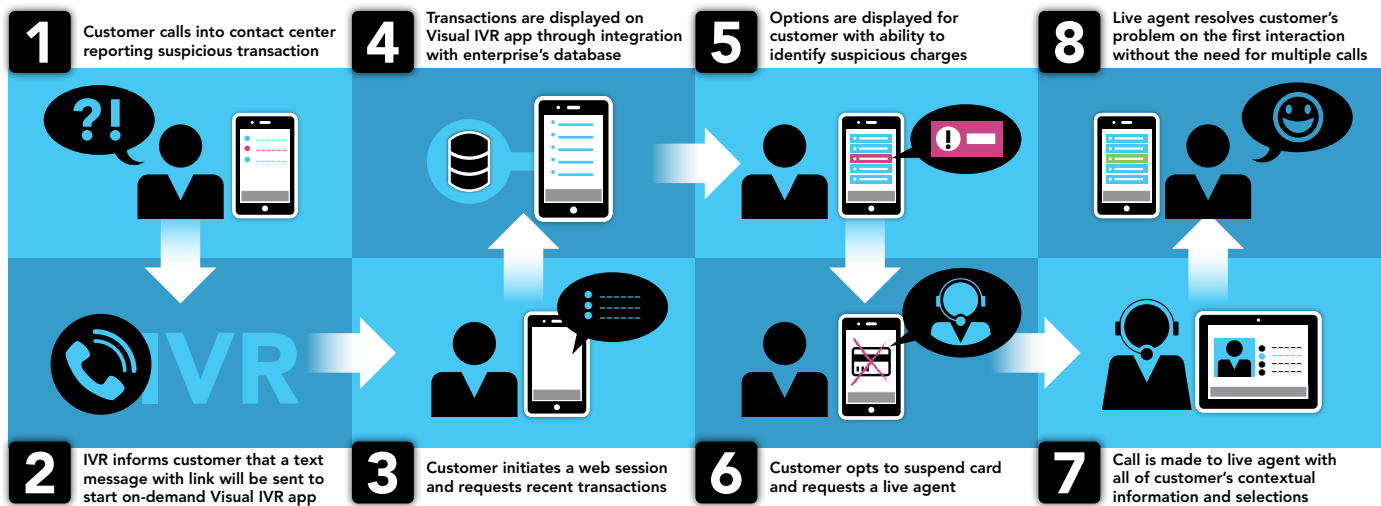 1
Customer calls into contact center
reporting suspicious transaction
?!
IVR
2
IVR informs customer that a text
message with link will be sent to
start on-demand Visual IVR app
3
Customer initiates a web session
and requests recent transactions
4
Transactions are displayed on
Visual IVR app through integration
with enterprise's database
5
Options are displayed for
customer with ability to
identify suspicious charges
!
6
Customer opts to suspend card
and requests a live agent
7
Call is made to live agent with
all of customer's contextual
information and selections
8
Live agent resolves customer's
problem on the first interaction
without the need for multiple calls